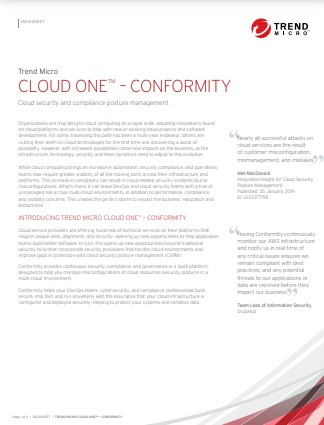 DATASHEET
TREND
MICRO
Trend Micro
CLOUD ONE™ – CONFORMITY
Cloud security and compliance posture management
Organizations are migrating to cloud computing on a rapid scale, adopting innovations found
on cloud platforms and services to help with new or existing cloud projects and software
development. For some, traversing this path has been a multi-year endeavor; others are
cutting their teeth on cloud technologies for the first time and discovering a world of
possibility. However, with increased possibilities come new impacts on the business, as the
infrastructure, technology, security, and team dynamics need to adjust to this evolution.
While cloud computing brings an increase in automation, security, compliance, and operations
teams now require greater visibility of all the moving parts across their infrastructure and
platforms. This increase in complexity can result in cloud-related security incidents due to
misconfigurations. What's more, it can leave DevOps and cloud security teams with a trail of
unmanaged risk across multi-cloud environments, in addition to performance, compliance
and visibility concerns. This creates the perfect storm to impact the business' reputation and
bottom line.
INTRODUCING TREND MICRO CLOUD ONE™ – CONFORMITY
Cloud service providers are offering hundreds of technical services on their platforms that
require unique skills, alignment, and security–opening up new opportunities to help application
teams build better software. In turn, this opens up new opportunities beyond traditional
security to further incorporate security provisions that harden cloud environments and
improve gaps in protection with cloud security posture management (CSPM).
Conformity provides continuous security, compliance, and governance in a SaaS platform,
designed to help you manage misconfigurations of cloud resources (security posture) in a
multi-cloud environment.
Conformity helps your DevOps teams, cybersecurity, and compliance professionals build
secure, ship fast, and run anywhere, with the assurance that your cloud infrastructure is
configured and deployed securely–helping to protect your systems and sensitive data.
“Nearly all successful attacks on
cloud services are the result
of customer misconfiguration,
mismanagement, and mistakes.”
Neil MacDonald
Innovation Insight for Cloud Security
Posture Management
Published: 25 January 2019
“Having Conformity continuously
monitor our AWS infrastructure
and notify us in real time of
any critical issues ensures we
remain compliant with best
practices, and any potential
threats to our applications or
data are resolved before they
impact our business.”
Team Lead of Information Security,
Grubmarket
Page 1 of 4 • DATASHEET • TREND MICRO CLOUD ONE™ – CONFORMITY